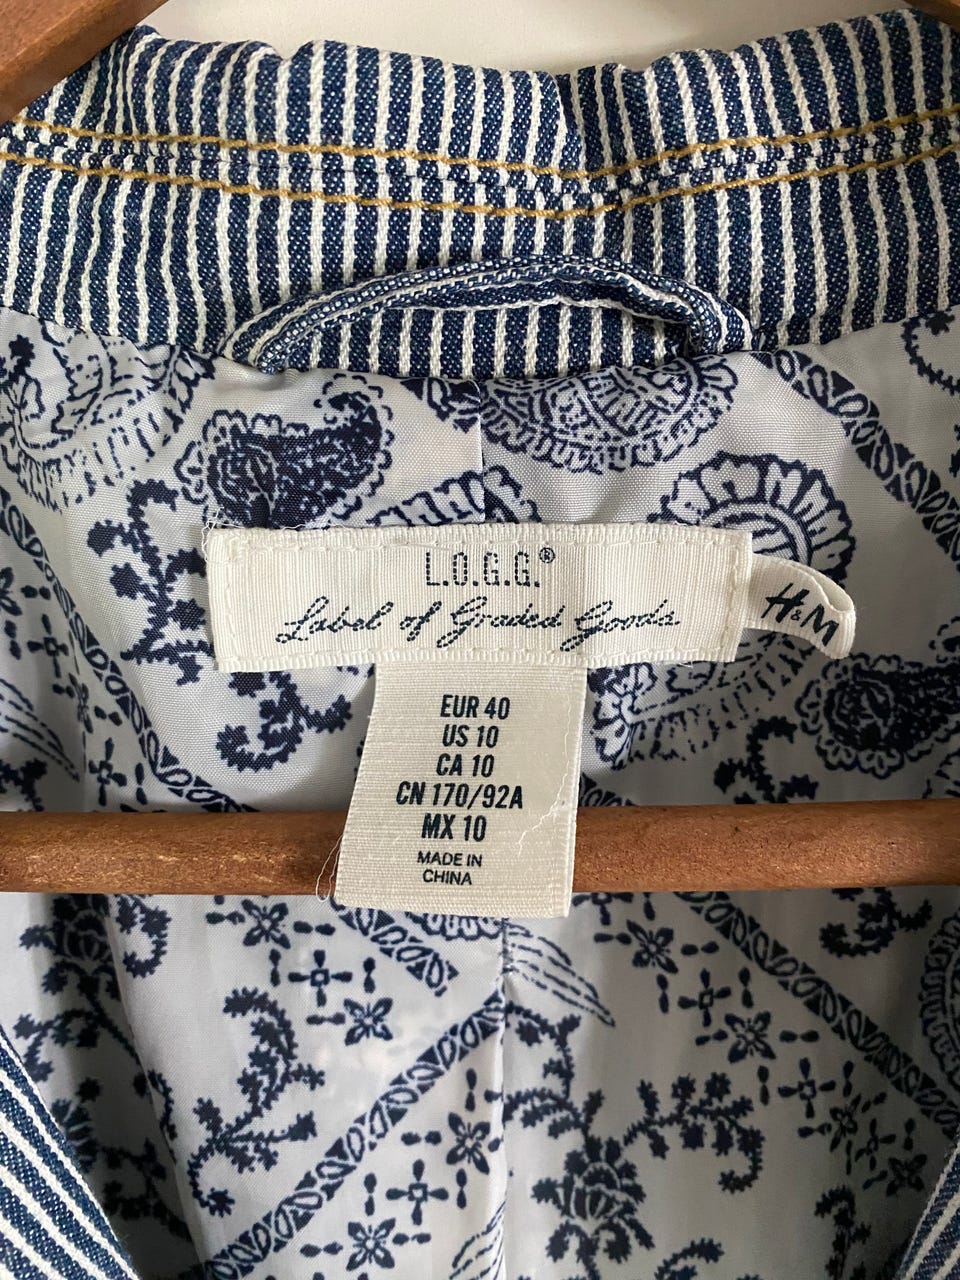 L.O.G.G.®
Label of Graded Goods
H&M
EUR 40
US 10
CA 10
CN 170/92A
MX 10
MADE IN
CHINA